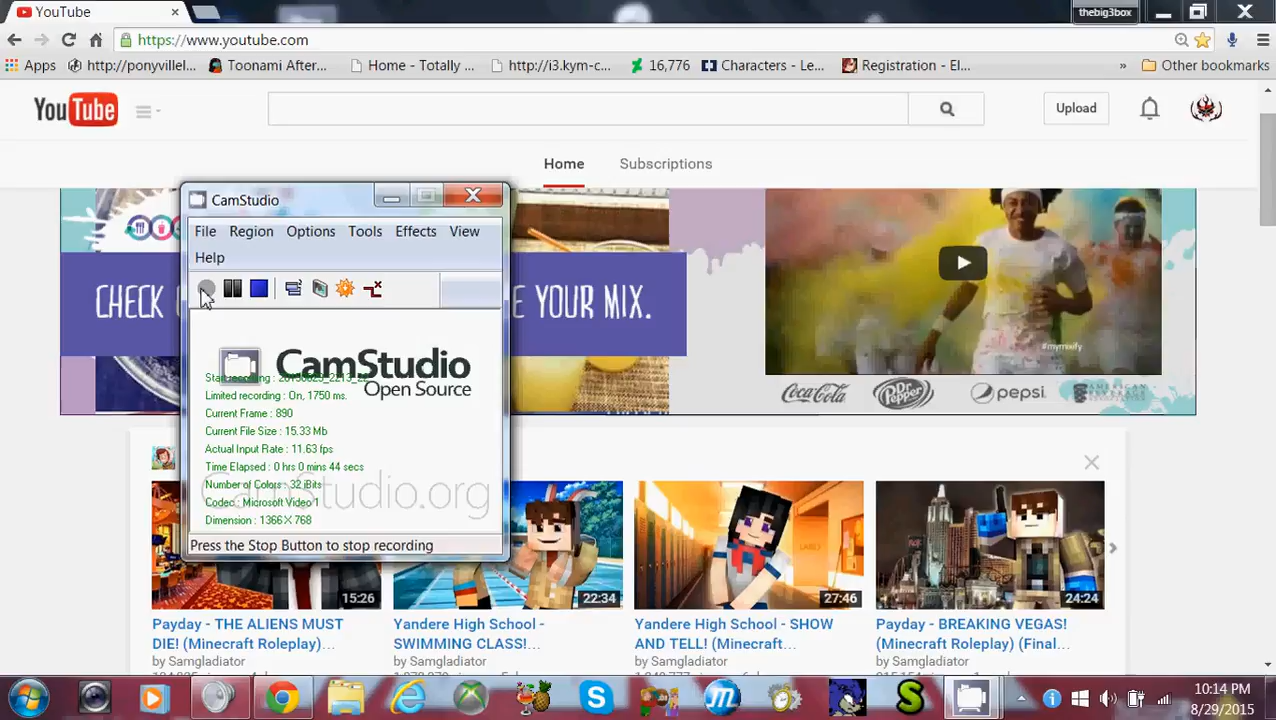 YouTube
thebig3box
https://www.youtube.com
Apps
http://ponyvillel...
Toonami After...
Home - Totally ...
http://i3.kym-c...
16,776
Characters - Le...
Registration - El...
»
Other bookmarks
YouTube
Upload
Home
Subscriptions
CHECK
E YOUR MIX.
#mymixify
Coca-Cola
Dr Pepper
pepsi
CamStudio
File Region Options Tools Effects View
Help
CamStudio
Open Source
CamStudio.org
Limited recording : On, 1750 ms.
Current Frame : 890
Current File Size : 15.33 Mb
Actual Input Rate : 11.63 fps
Time Elapsed : 0 hrs 0 mins 44 secs
Number of Colors : 32 iBits
Codec : Microsoft Video 1
Dimension : 1366 X 768
Press the Stop Button to stop recording
15:26
22:34
27:46
24:24
Payday - THE ALIENS MUST
DIE! (Minecraft Roleplay)...
by Samgladiator
Yandere High School -
SWIMMING CLASS!...
by Samgladiator
Yandere High School - SHOW
AND TELL! (Minecraft...
by Samgladiator
Payday - BREAKING VEGAS!
(Minecraft Roleplay) (Final...
by Samgladiator
10:14 PM
8/29/2015